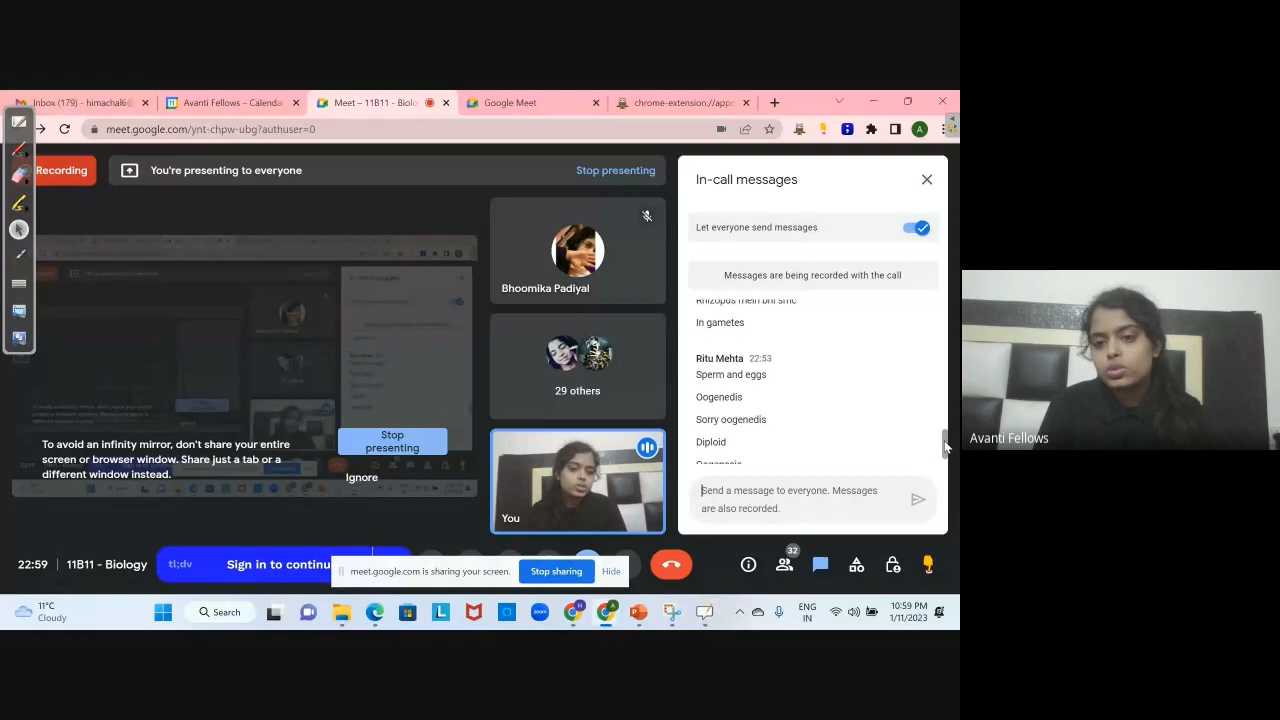 Inbox (179) - himachal6@
Avanti Fellows – Calenda
Meet – 11B11 - Biolo
Google Meet
chrome-extension://appc
meet.google.com/ynt-chpw-ubg?authuser=0
A
Recording
You're presenting to everyone
Stop presenting
In-call messages
Let everyone send messages
Messages are being recorded with the call
In gametes
Ritu Mehta 22:53
Sperm and eggs
Oogenedis
Sorry oogenedis
Diploid
Oogenesis
Send a message to everyone. Messages
are also recorded.
Bhoomika Padiyal
29 others
You
To avoid an infinity mirror, don't share your entire
screen or browser window. Share just a tab or a
different window instead.
Stop
presenting
Ignore
Avanti Fellows
22:59 | 11B11 - Biology
tl;dv
Sign in to continu
meet.google.com is sharing your screen.
Stop sharing
Hide
32
11°C
Cloudy
Search
zoom
ENG
IN
10:59 PM
1/11/2023